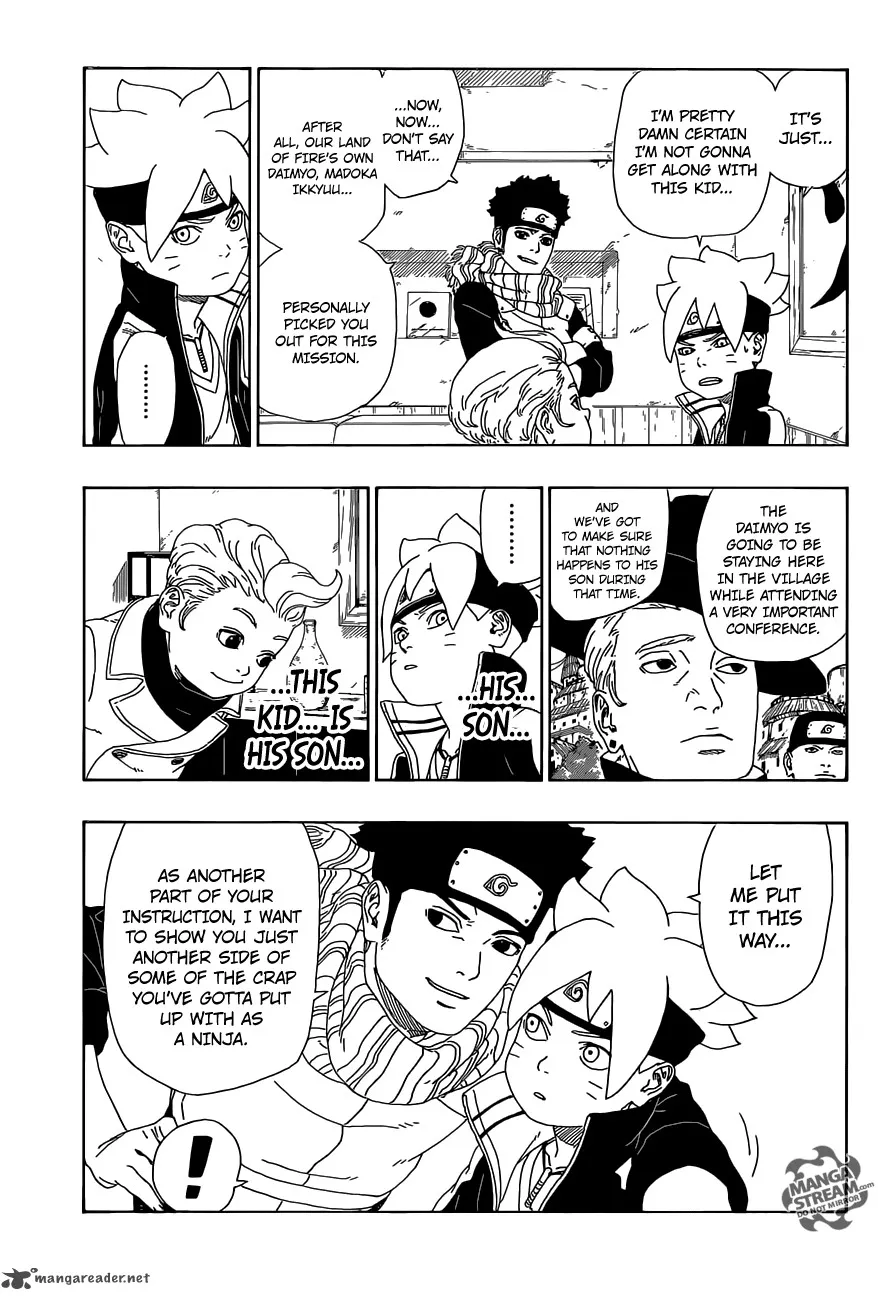 IT'S
JUST...
I'M PRETTY
DAMN CERTAIN
I'M NOT GONNA
GET ALONG WITH
THIS KID...
...NOW,
NOW...
DON'T SAY
THAT...
AFTER
ALL, OUR LAND
OF FIRE'S OWN
DAIMYO, MADOKA
IKKYUU...
PERSONALLY
PICKED YOU
OUT FOR THIS
MISSION.
.........
THE
DAIMYO IS
GOING TO BE
STAYING HERE
IN THE VILLAGE
WHILE ATTENDING
A VERY IMPORTANT
CONFERENCE.
AND
WE'VE GOT
TO MAKE SURE
THAT NOTHING
HAPPENS TO HIS
SON DURING
THAT TIME.
.........
...HIS...
SON...
...THIS
KID... IS
HIS SON...
LET
ME PUT
IT THIS
WAY...
AS ANOTHER
PART OF YOUR
INSTRUCTION, I WANT
TO SHOW YOU JUST
ANOTHER SIDE OF
SOME OF THE CRAP
YOU'VE GOTTA PUT
UP WITH AS
A NINJA.
!
MANGA
STREAM.com
DO NOT MIRROR
mangareader.net